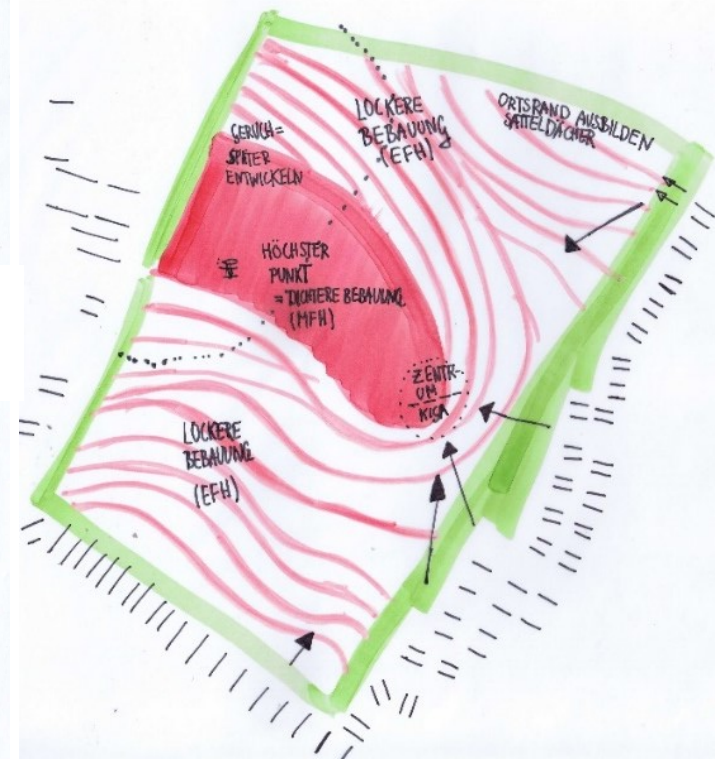 LOCKERE
BEBAUUNG
(EFH)
ORTSRAND AUSBILDEN
SATTELDÄCHER
GERUCH=
SPÄTER
ENTWICKELN
HÖCHSTER
PUNKT
= DICHTERE BEBAUUNG
(MFH)
ZENTR-
UM
KIGA
LOCKERE
BEBAUUNG
(EFH)